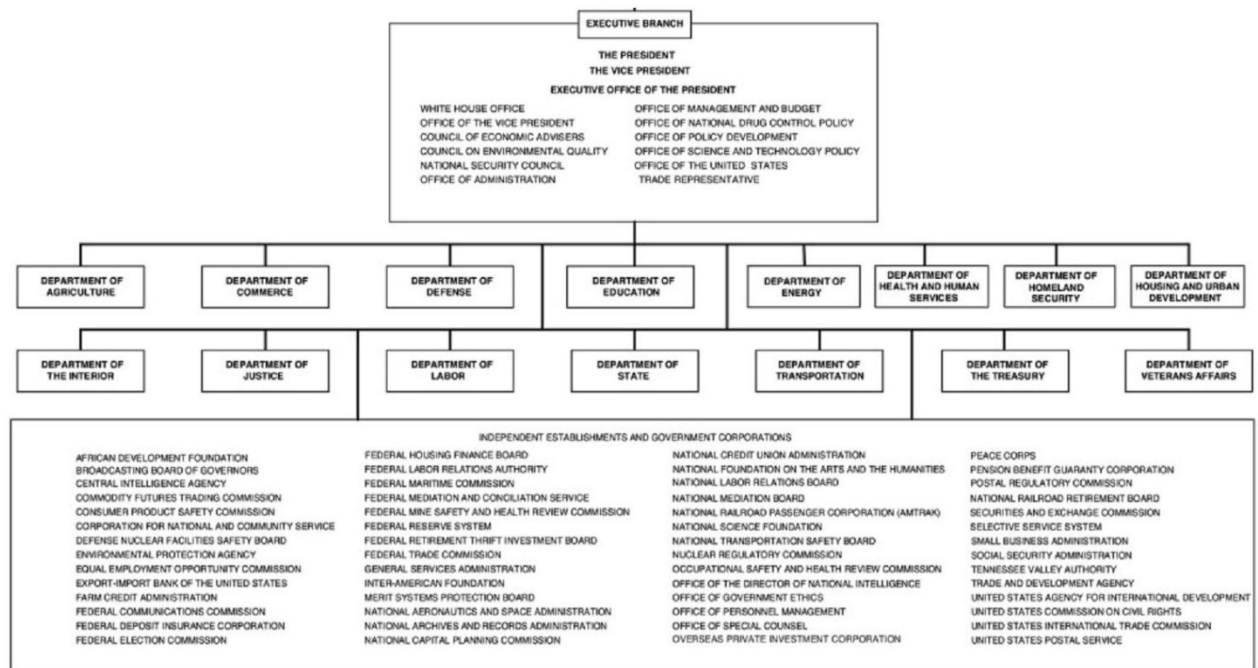 EXECUTIVE BRANCH
THE PRESIDENT
THE VICE PRESIDENT
EXECUTIVE OFFICE OF THE PRESIDENT
WHITE HOUSE OFFICE
OFFICE OF THE VICE PRESIDENT
COUNCIL OF ECONOMIC ADVISERS
COUNCIL ON ENVIRONMENTAL QUALITY
NATIONAL SECURITY COUNCIL
OFFICE OF ADMINISTRATION
OFFICE OF MANAGEMENT AND BUDGET
OFFICE OF NATIONAL DRUG CONTROL POLICY
OFFICE OF POLICY DEVELOPMENT
OFFICE OF SCIENCE AND TECHNOLOGY POLICY
OFFICE OF THE UNITED STATES
TRADE REPRESENTATIVE
DEPARTMENT OF
AGRICULTURE
DEPARTMENT OF
COMMERCE
DEPARTMENT OF
DEFENSE
DEPARTMENT OF
EDUCATION
DEPARTMENT OF
ENERGY
DEPARTMENT OF
HEALTH AND HUMAN
SERVICES
DEPARTMENT OF
HOMELAND
SECURITY
DEPARTMENT OF
HOUSING AND URBAN
DEVELOPMENT
DEPARTMENT OF
THE INTERIOR
DEPARTMENT OF
JUSTICE
DEPARTMENT OF
LABOR
DEPARTMENT OF
STATE
DEPARTMENT OF
TRANSPORTATION
DEPARTMENT OF
THE TREASURY
DEPARTMENT OF
VETERANS AFFAIRS
INDEPENDENT ESTABLISHMENTS AND GOVERNMENT CORPORATIONS
AFRICAN DEVELOPMENT FOUNDATION
BROADCASTING BOARD OF GOVERNORS
CENTRAL INTELLIGENCE AGENCY
COMMODITY FUTURES TRADING COMMISSION
CONSUMER PRODUCT SAFETY COMMISSION
CORPORATION FOR NATIONAL AND COMMUNITY SERVICE
DEFENSE NUCLEAR FACILITIES SAFETY BOARD
ENVIRONMENTAL PROTECTION AGENCY
EQUAL EMPLOYMENT OPPORTUNITY COMMISSION
EXPORT-IMPORT BANK OF THE UNITED STATES
FARM CREDIT ADMINISTRATION
FEDERAL COMMUNICATIONS COMMISSION
FEDERAL DEPOSIT INSURANCE CORPORATION
FEDERAL ELECTION COMMISSION
FEDERAL HOUSING FINANCE BOARD
FEDERAL LABOR RELATIONS AUTHORITY
FEDERAL MARITIME COMMISSION
FEDERAL MEDIATION AND CONCILIATION SERVICE
FEDERAL MINE SAFETY AND HEALTH REVIEW COMMISSION
FEDERAL RESERVE SYSTEM
FEDERAL RETIREMENT THRIFT INVESTMENT BOARD
FEDERAL TRADE COMMISSION
GENERAL SERVICES ADMINISTRATION
INTER-AMERICAN FOUNDATION
MERIT SYSTEMS PROTECTION BOARD
NATIONAL AERONAUTICS AND SPACE ADMINISTRATION
NATIONAL ARCHIVES AND RECORDS ADMINISTRATION
NATIONAL CAPITAL PLANNING COMMISSION
NATIONAL CREDIT UNION ADMINISTRATION
NATIONAL FOUNDATION ON THE ARTS AND THE HUMANITIES
NATIONAL LABOR RELATIONS BOARD
NATIONAL MEDIATION BOARD
NATIONAL RAILROAD PASSENGER CORPORATION (AMTRAK)
NATIONAL SCIENCE FOUNDATION
NATIONAL TRANSPORTATION SAFETY BOARD
NUCLEAR REGULATORY COMMISSION
OCCUPATIONAL SAFETY AND HEALTH REVIEW COMMISSION
OFFICE OF THE DIRECTOR OF NATIONAL INTELLIGENCE
OFFICE OF GOVERNMENT ETHICS
OFFICE OF PERSONNEL MANAGEMENT
OFFICE OF SPECIAL COUNSEL
OVERSEAS PRIVATE INVESTMENT CORPORATION
PEACE CORPS
PENSION BENEFIT GUARANTY CORPORATION
POSTAL REGULATORY COMMISSION
NATIONAL RAILROAD RETIREMENT BOARD
SECURITIES AND EXCHANGE COMMISSION
SELECTIVE SERVICE SYSTEM
SMALL BUSINESS ADMINISTRATION
SOCIAL SECURITY ADMINISTRATION
TENNESSEE VALLEY AUTHORITY
TRADE AND DEVELOPMENT AGENCY
UNITED STATES AGENCY FOR INTERNATIONAL DEVELOPMENT
UNITED STATES COMMISSION ON CIVIL RIGHTS
UNITED STATES INTERNATIONAL TRADE COMMISSION
UNITED STATES POSTAL SERVICE